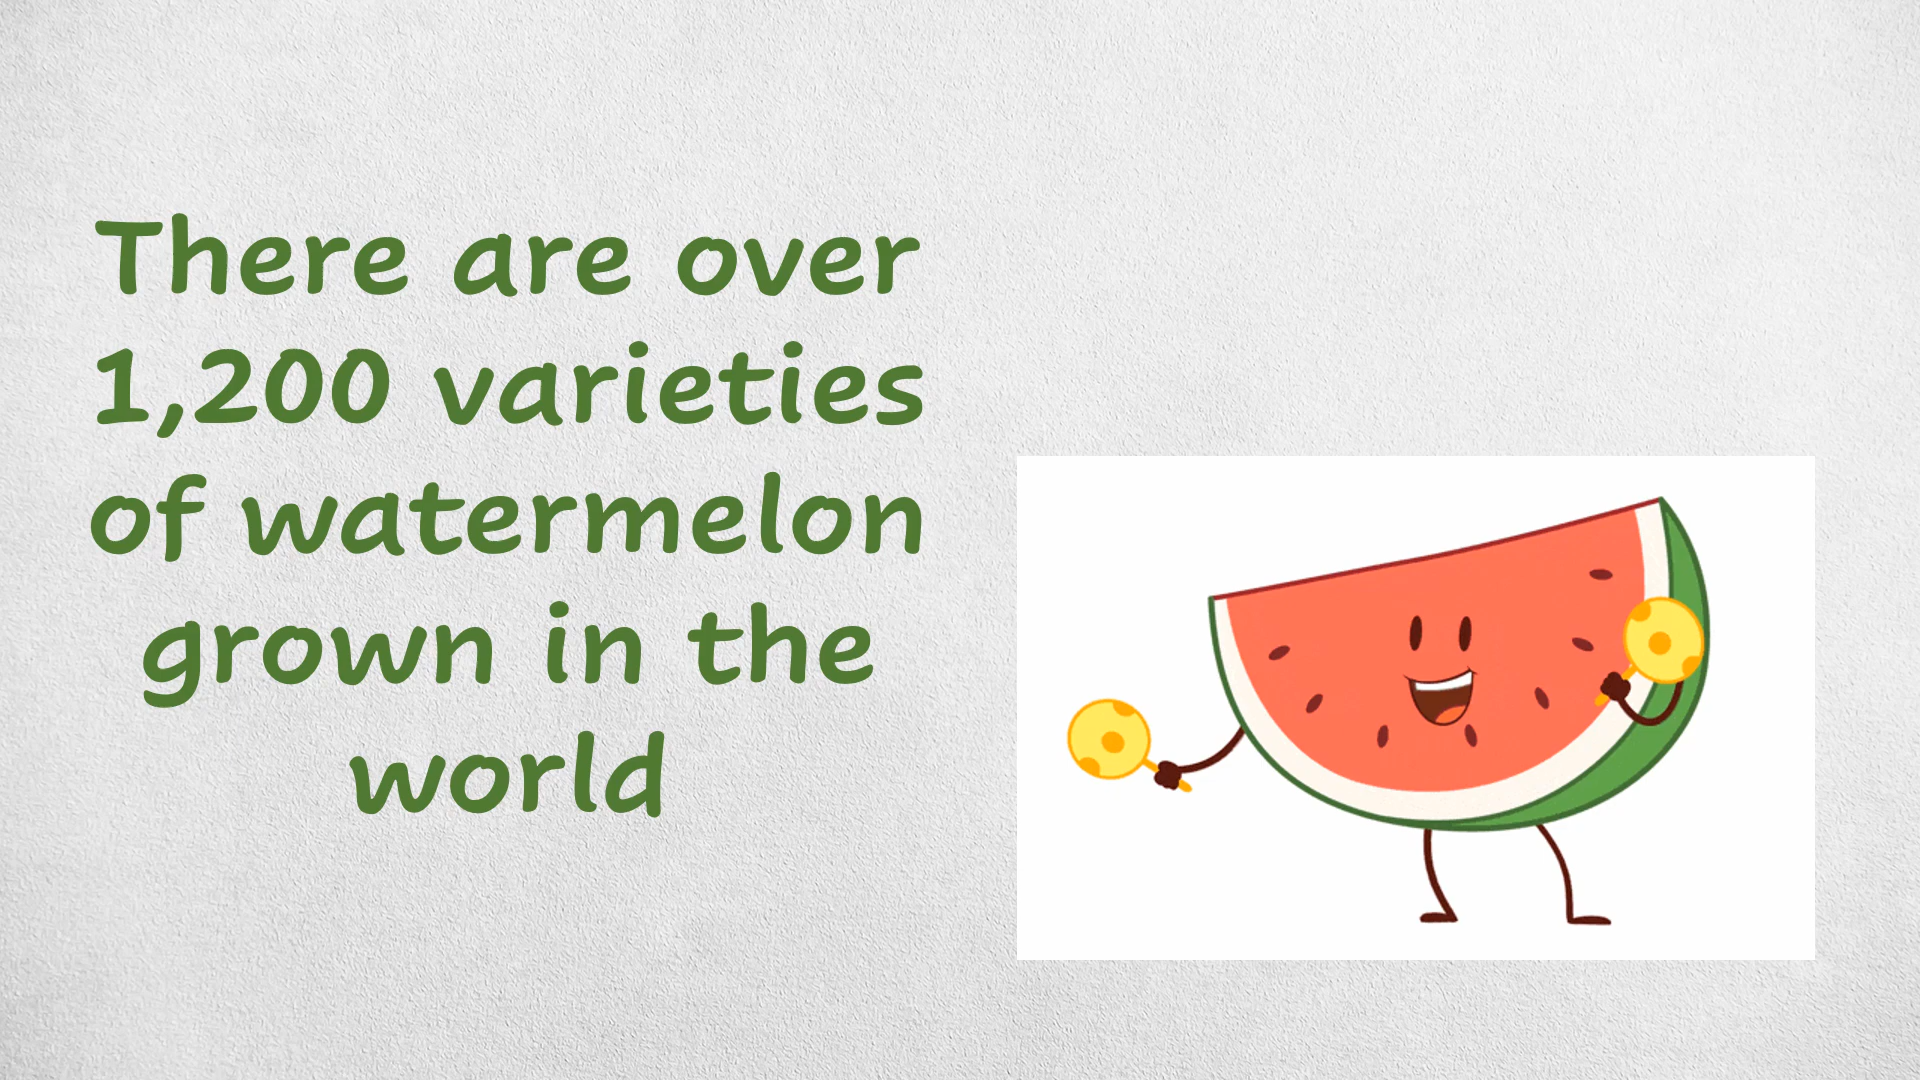 There are over
1,200 varieties
of watermelon
grown in the
world